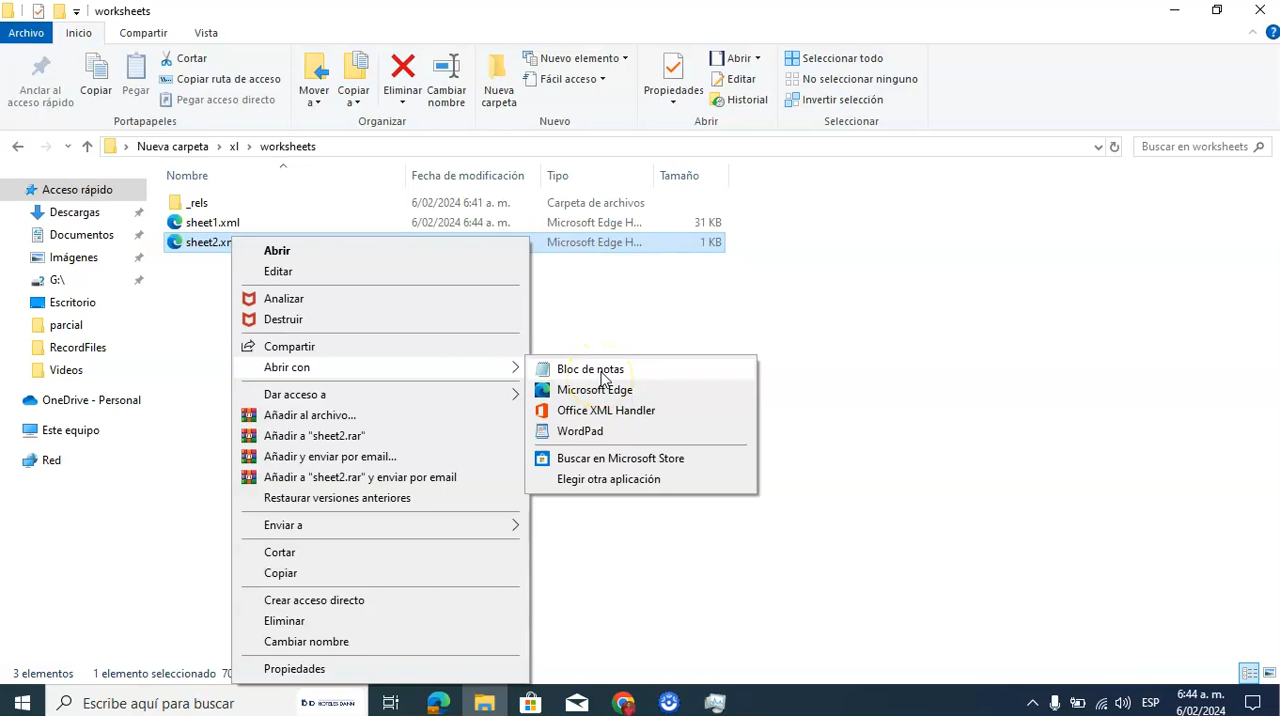 worksheets
Archivo Inicio Compartir Vista
Anclar al acceso rápido
Copiar
Pegar
Cortar
Copiar ruta de acceso
Pegar acceso directo
Portapapeles
Mover a
Copiar a
Eliminar
Cambiar nombre
Organizar
Nueva carpeta
Nuevo elemento
Fácil acceso
Nuevo
Propiedades
Abrir
Editar
Historial
Abrir
Seleccionar todo
No seleccionar ninguno
Invertir selección
Seleccionar
Nueva carpeta xl worksheets
Buscar en worksheets
Nombre Fecha de modificación Tipo Tamaño
_rels 6/02/2024 6:41 a. m. Carpeta de archivos
sheet1.xml 6/02/2024 6:44 a. m. Microsoft Edge H... 31 KB
sheet2.xm Microsoft Edge H... 1 KB
Acceso rápido
Descargas
Documentos
Imágenes
G:\
Escritorio
parcial
RecordFiles
Videos
OneDrive - Personal
Este equipo
Red
Abrir
Editar
Analizar
Destruir
Compartir
Abrir con
Dar acceso a
Añadir al archivo...
Añadir a "sheet2.rar"
Añadir y enviar por email...
Añadir a "sheet2.rar" y enviar por email
Restaurar versiones anteriores
Enviar a
Cortar
Copiar
Crear acceso directo
Eliminar
Cambiar nombre
Propiedades
Bloc de notas
Microsoft Edge
Office XML Handler
WordPad
Buscar en Microsoft Store
Elegir otra aplicación
3 elementos 1 elemento seleccionado 70
Escribe aquí para buscar
HOTELES DANN
ESP
6:44 a. m.
6/02/2024